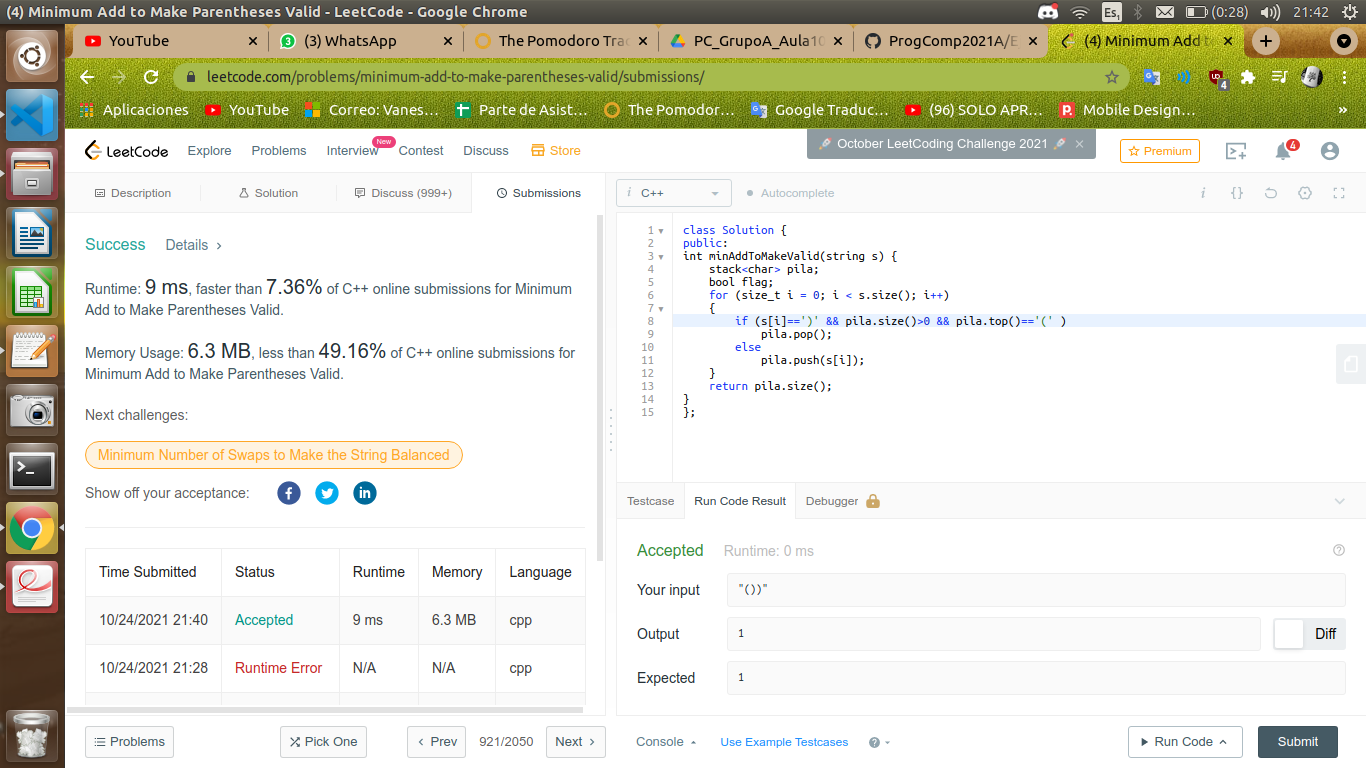 (4) Minimum Add to Make Parentheses Valid - LeetCode - Google Chrome
Es1 (0:28) 21:42
YouTube × (3) WhatsApp × The Pomodoro Trac × PC_GrupoA_Aula10 × ProgComp2021A/E × (4) Minimum Add to ×
leetcode.com/problems/minimum-add-to-make-parentheses-valid/submissions/
Aplicaciones YouTube Correo: Vanes... Parte de Asist... The Pomodor... Google Traduc... (96) SOLO APR... Mobile Design... »
LeetCode Explore Problems Interview New Contest Discuss Store October LeetCoding Challenge 2021 × Premium 4
Description Solution Discuss (999+) Submissions
i C++ Autocomplete
Success Details >
Runtime: 9 ms, faster than 7.36% of C++ online submissions for Minimum
Add to Make Parentheses Valid.
Memory Usage: 6.3 MB, less than 49.16% of C++ online submissions for
Minimum Add to Make Parentheses Valid.
Next challenges:
Minimum Number of Swaps to Make the String Balanced
Show off your acceptance:
Time Submitted Status Runtime Memory Language
10/24/2021 21:40 Accepted 9 ms 6.3 MB cpp
10/24/2021 21:28 Runtime Error N/A N/A cpp
1 class Solution {
2 public:
3 int minAddToMakeValid(string s) {
4 stack<char> pila;
5 bool flag;
6 for (size_t i = 0; i < s.size(); i++)
7 {
8 if (s[i]==')' && pila.size()>0 && pila.top()=='(' )
9 pila.pop();
10 else
11 pila.push(s[i]);
12 }
13 return pila.size();
14 }
15 };
Testcase Run Code Result Debugger
Accepted Runtime: 0 ms
Your input "())"
Output 1 Diff
Expected 1
Problems Pick One < Prev 921/2050 Next > Console Use Example Testcases Run Code Submit